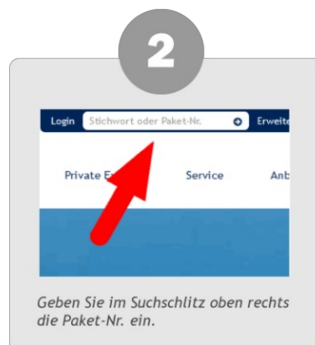 2
Login Stichwort oder Paket-Nr. Erweite
Private E Service Anb
Geben Sie im Suchschlitz oben rechts
die Paket-Nr. ein.